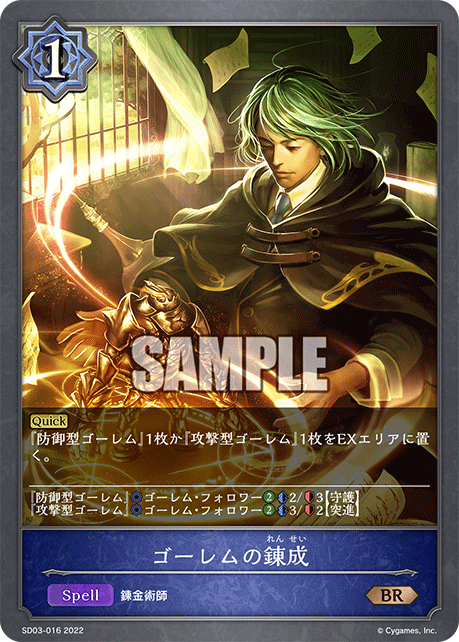 1
SAMPLE
Quick
『防御型ゴーレム』1枚か『攻撃型ゴーレム』1枚をEXエリアに置
く。
『防御型ゴーレム』ゴーレム・フォロワー2 2/3【守護】
『攻撃型ゴーレム』ゴーレム・フォロワー2 3/2【突進】
れん せい
ゴーレムの錬成
Spell 錬金術師 BR
SD03-016 2022 © Cygames, Inc.